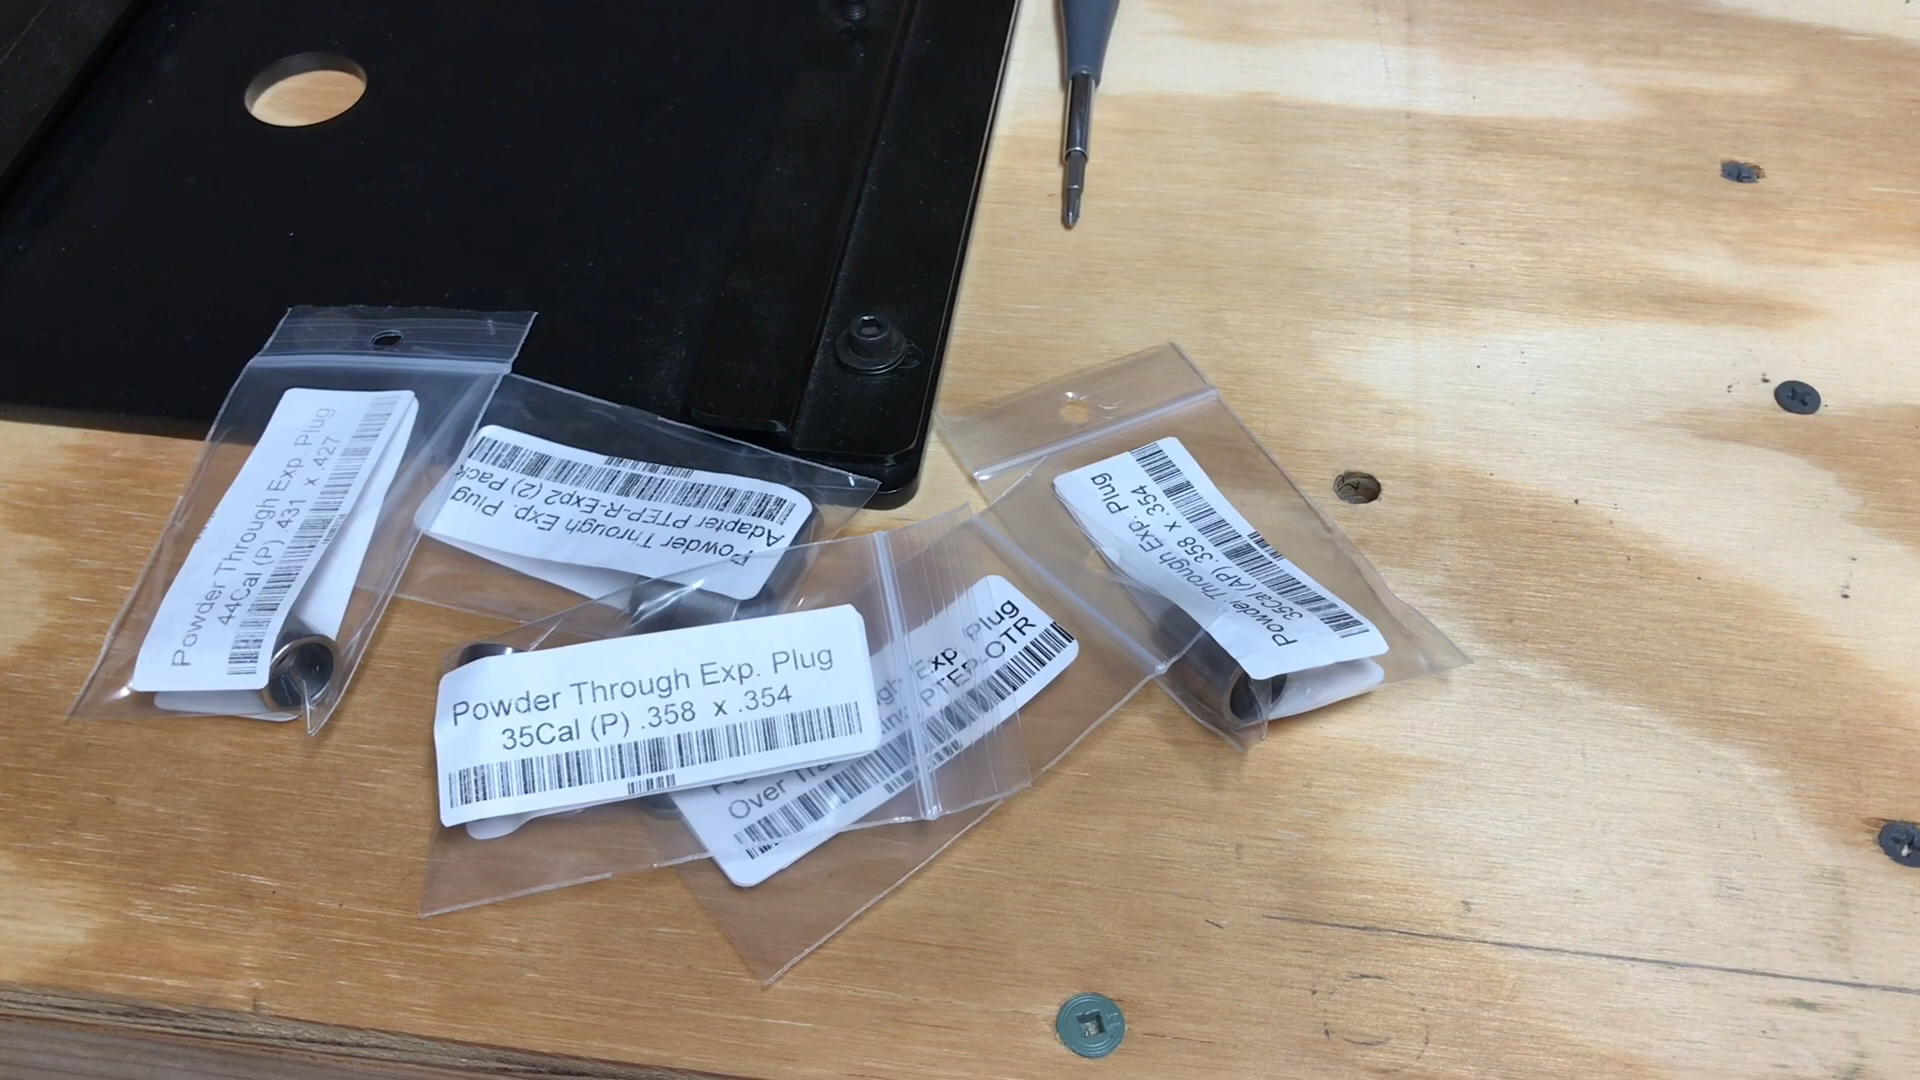 Powder Through Exp. Plug
44Cal (P) .431 x .427
Powder Through Exp. Plug
Adapter PTEP-R-Exp2 (2) Pack
Powder Through Exp. Plug
35Cal (P) .358 x .354
Exp. Plug
Over PTEP-OTR
Powder Through Exp. Plug
35Cal (AP) .358 x .354